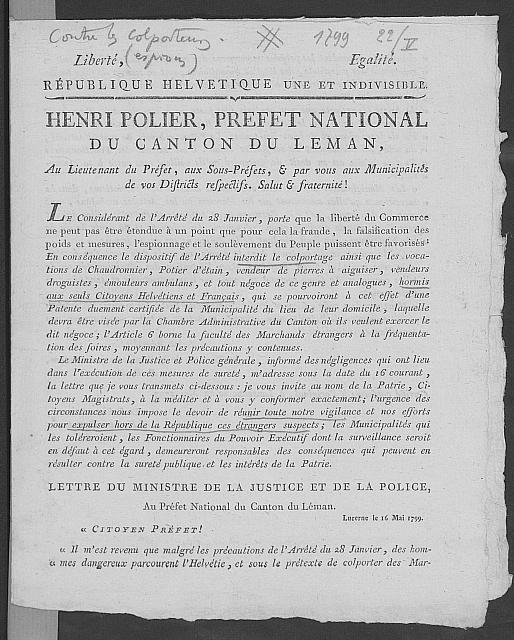 Contre les Colporteurs. 1799 22/V
(espions)
Liberté, Egalité.
RÉPUBLIQUE HELVETIQUE UNE ET INDIVISIBLE.
HENRI POLIER, PREFET NATIONAL
DU CANTON DU LEMAN,
Au Lieutenant du Préfet, aux Sous-Préfets, & par vous aux Municipalités
de vos Districts respectifs. Salut & fraternité!
LE Considérant de l'Arrêté du 28 Janvier, porte que la liberté du Commerce
ne peut pas être étendue à un point que pour cela la fraude, la falsification des
poids et mesures, l'espionnage et le soulèvement du Peuple puissent être favorisés:
En conséquence le dispositif de l'Arrêté interdit le colportage ainsi que les voca-
tions de Chaudronnier, Potier d'étain, vendeur de pierres à aiguiser, vendeurs
droguistes, émouleurs ambulans, et tout négoce de ce genre et analogues, hormis
aux seuls Citoyens Helvétiens et Français, qui se pourvoiront à cet effet d'une
Patente duement certifiée de la Municipalité du lieu de leur domicile, laquelle
devra être visée par la Chambre Administrative du Canton où ils veulent exercer le
dit négoce; l'Article 6 borne la faculté des Marchands étrangers à la fréquenta-
tion des foires, moyennant les précautions y contenues.
Le Ministre de la Justice et Police générale, informé des négligences qui ont lieu
dans l'exécution de ces mesures de sureté, m'adresse sous la date du 16 courant,
la lettre que je vous transmets ci-dessous: je vous invite au nom de la Patrie, Ci-
toyens Magistrats, à la méditer et à vous y conformer exactement; l'urgence des
circonstances nous impose le devoir de réunir toute notre vigilance et nos efforts
pour expulser hors de la République ces étrangers suspects; les Municipalités qui
les toléreroient, les Fonctionnaires du Pouvoir Exécutif dont la surveillance seroit
en défaut à cet égard, demeureront responsables des conséquences qui peuvent en
résulter contre la sureté publique et les intérêts de la Patrie.
LETTRE DU MINISTRE DE LA JUSTICE ET DE LA POLICE,
Au Préfet National du Canton du Léman.
Lucerne le 16 Mai 1799.
« CITOYEN PRÉFET!
« Il m'est revenu que malgré les précautions de l'Arrêté du 28 Janvier, des hom-
« mes dangereux parcourent l'Helvétie, et sous le prétexte de colporter des Mar-